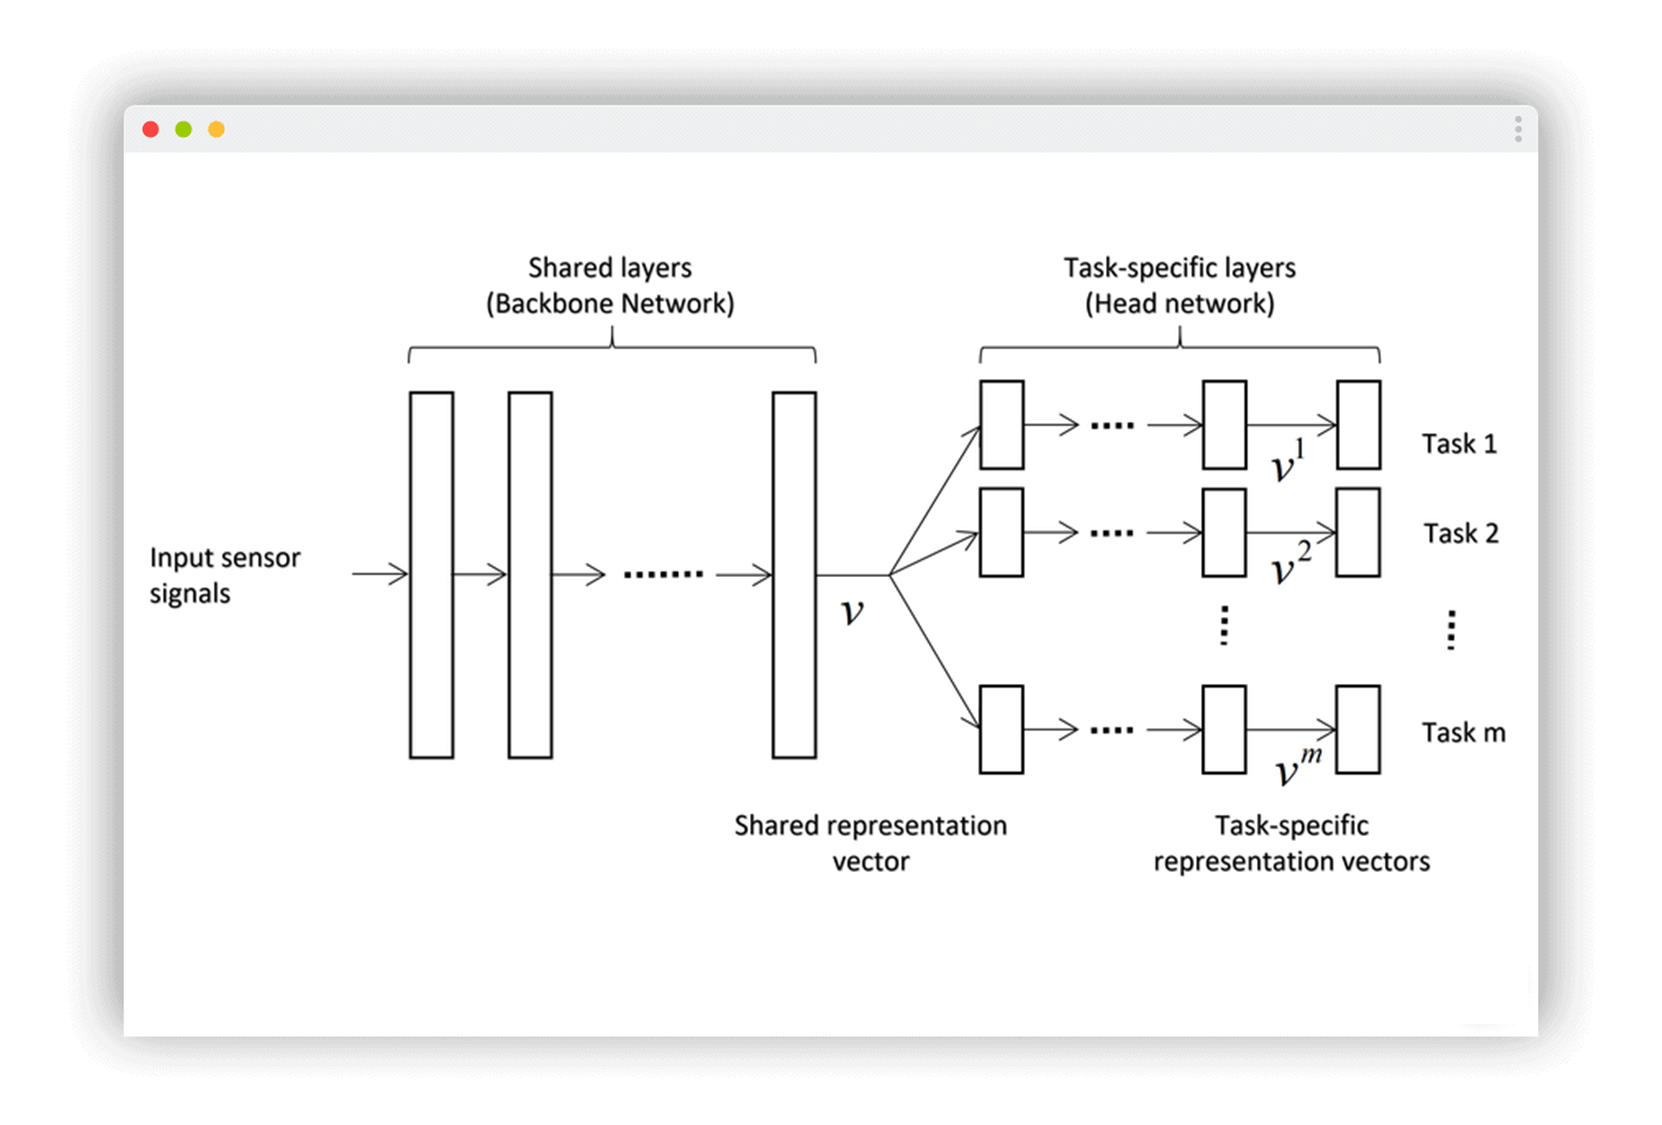 Shared layers
(Backbone Network)
Task-specific layers
(Head network)
Input sensor
signals
v
v¹
Task 1
v²
Task 2
vᵐ
Task m
Shared representation
vector
Task-specific
representation vectors